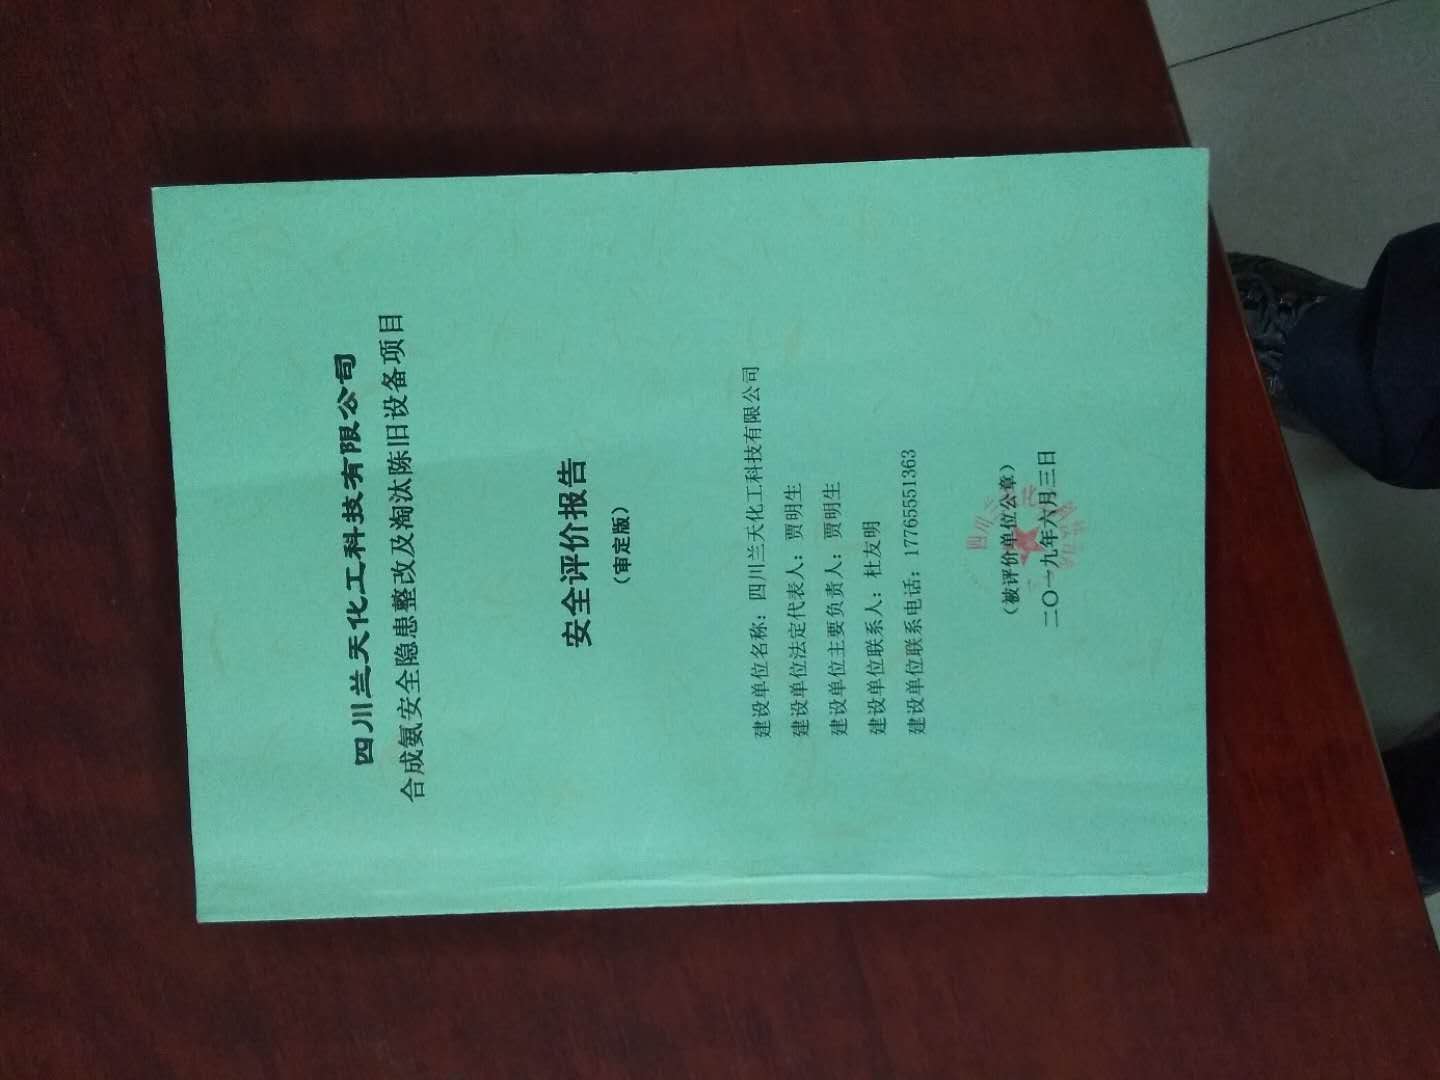 四川兰天化工科技有限公司
合成氨安全隐患整改及淘汰陈旧设备项目
安全评价报告
（审定版）
建设单位名称：四川兰天化工科技有限公司
建设单位法定代表人：贾明生
建设单位主要负责人：贾明生
建设单位联系人：杜友明
建设单位联系电话：17765551363
（被评价单位公章）
二〇一九年六月三日
四川